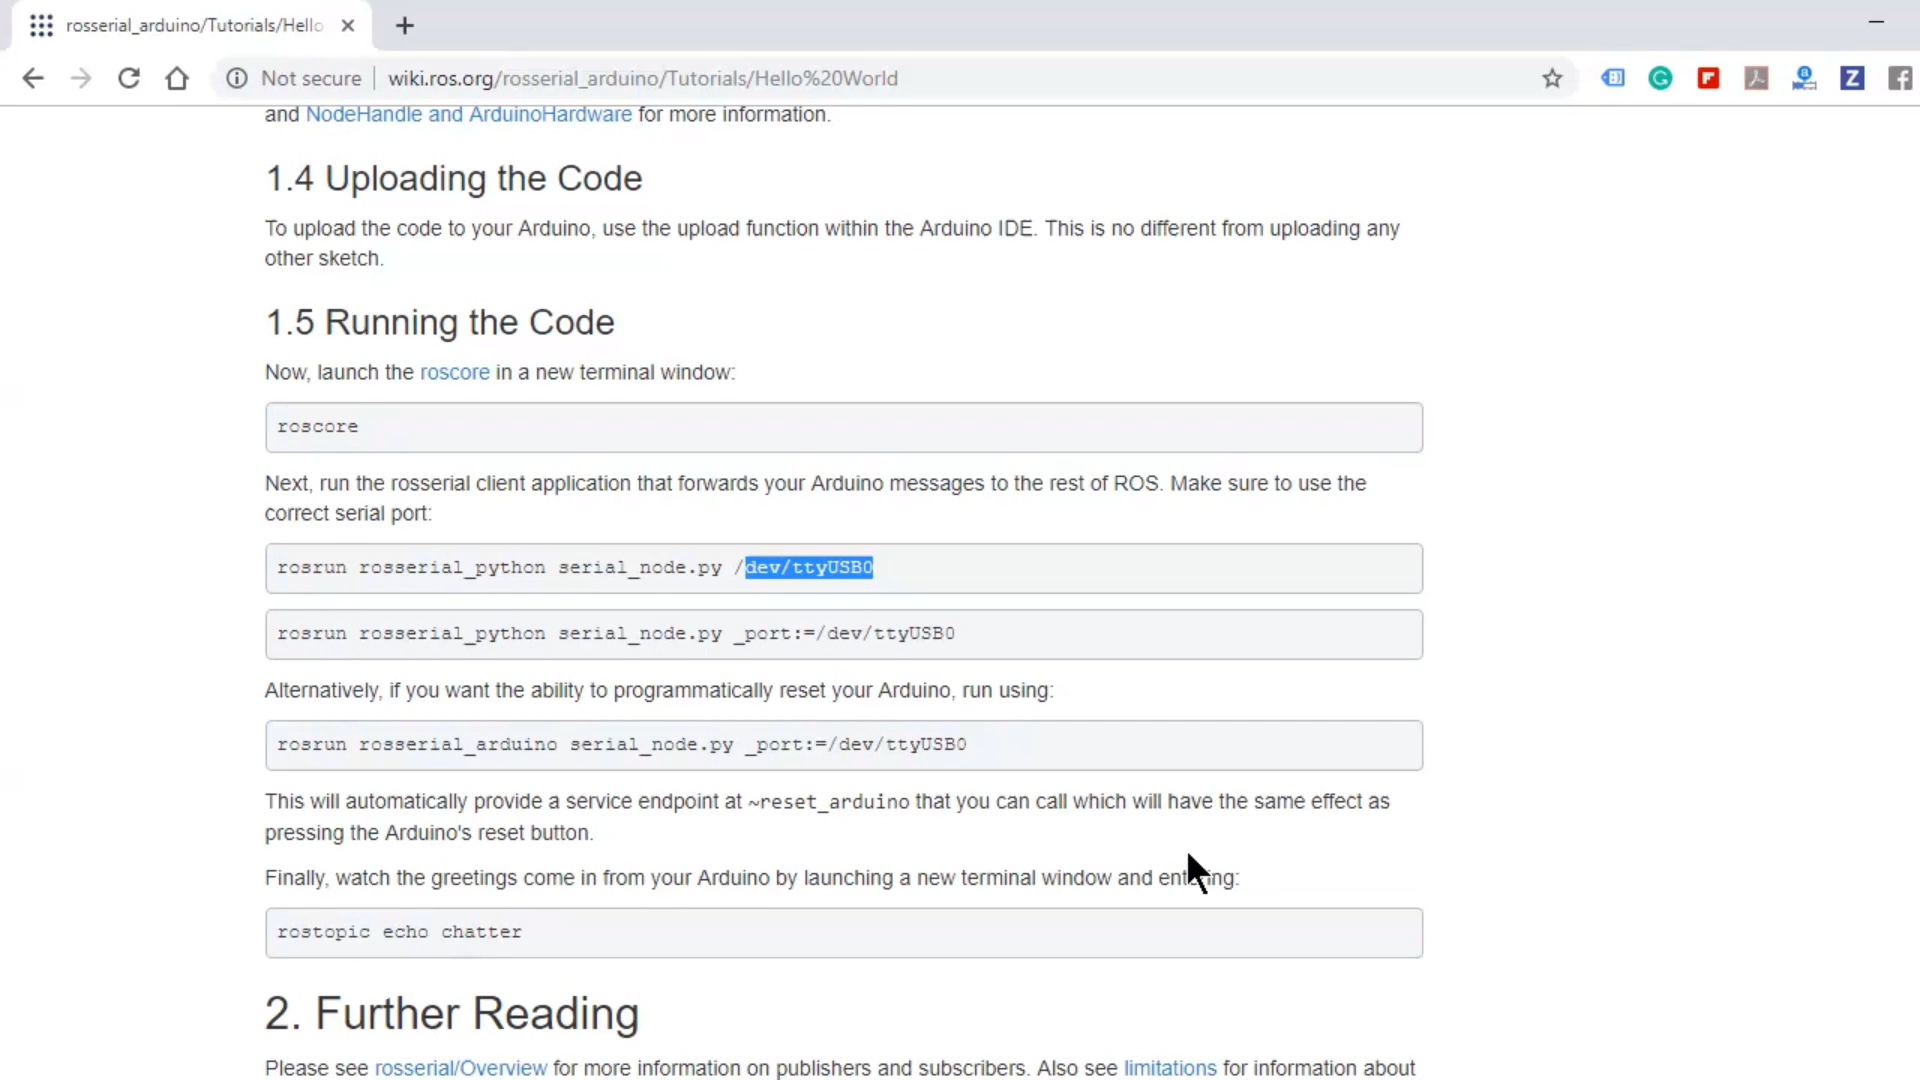 rosserial_arduino/Tutorials/Hello
Not secure
wiki.ros.org/rosserial_arduino/Tutorials/Hello%20World
and NodeHandle and ArduinoHardware for more information.
1.4 Uploading the Code
To upload the code to your Arduino, use the upload function within the Arduino IDE. This is no different from uploading any
other sketch.
1.5 Running the Code
Now, launch the roscore in a new terminal window:
roscore
Next, run the rosserial client application that forwards your Arduino messages to the rest of ROS. Make sure to use the
correct serial port:
rosrun rosserial_python serial_node.py /dev/ttyUSB0
rosrun rosserial_python serial_node.py _port:=/dev/ttyUSB0
Alternatively, if you want the ability to programmatically reset your Arduino, run using:
rosrun rosserial_arduino serial_node.py _port:=/dev/ttyUSB0
This will automatically provide a service endpoint at ~reset_arduino that you can call which will have the same effect as
pressing the Arduino's reset button.
Finally, watch the greetings come in from your Arduino by launching a new terminal window and entering:
rostopic echo chatter
2. Further Reading
Please see rosserial/Overview for more information on publishers and subscribers. Also see limitations for information about